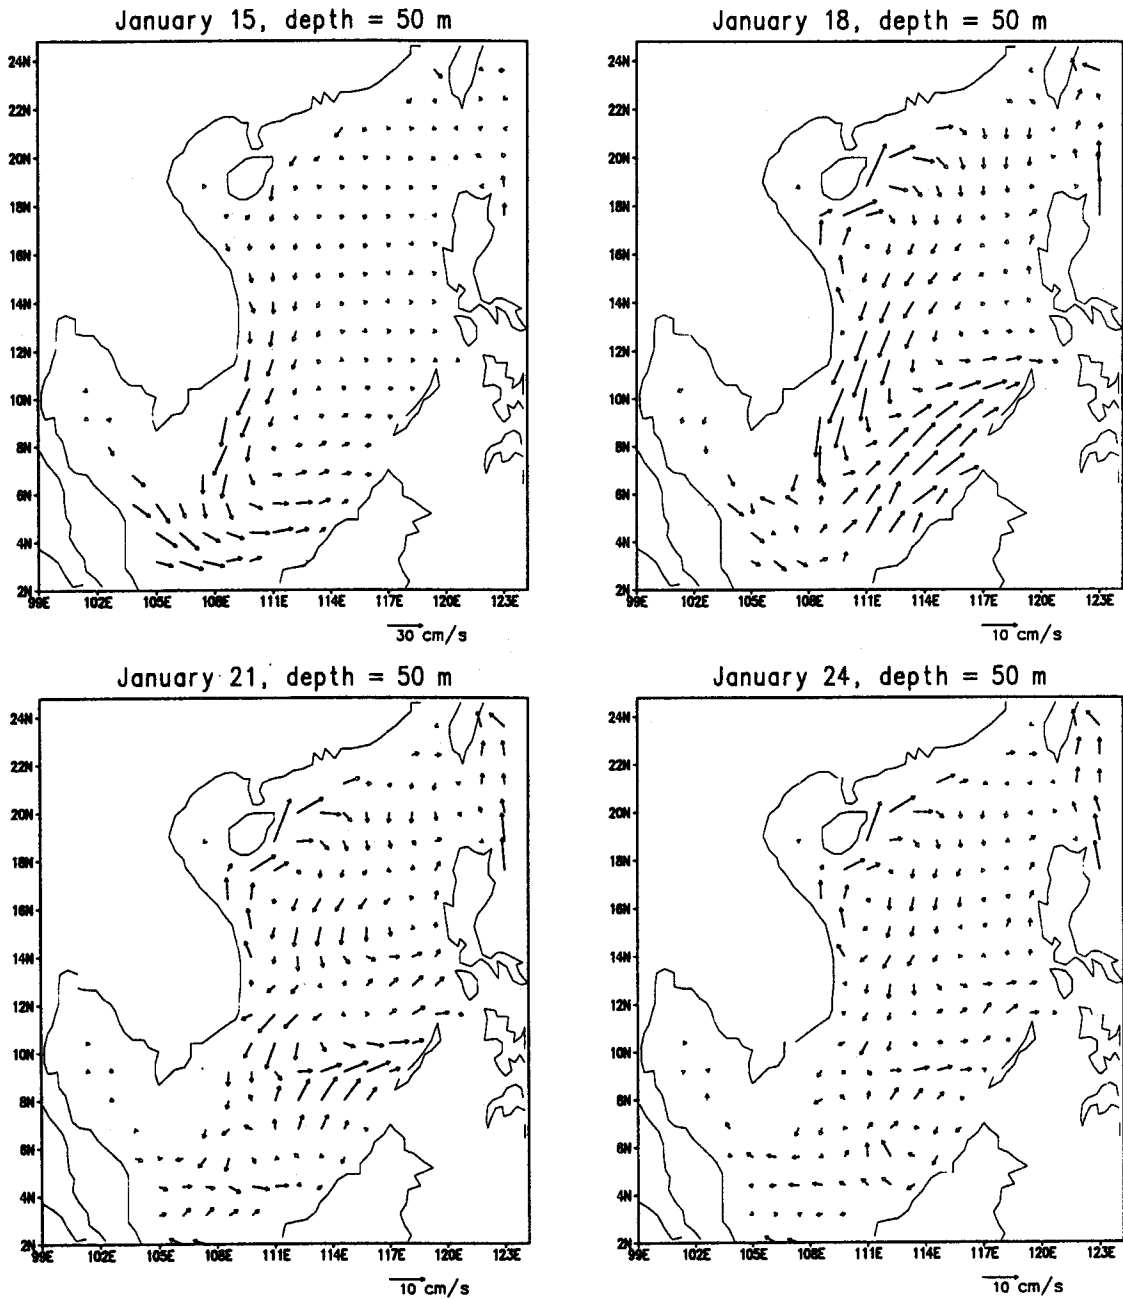 January 15, depth = 50 m
24N
22N
20N
18N
16N
14N
12N
10N
8N
6N
4N
2N
99E 102E 105E 108E 111E 114E 117E 120E 123E
30 cm/s
January 18, depth = 50 m
24N
22N
20N
18N
16N
14N
12N
10N
8N
6N
4N
2N
99E 102E 105E 108E 111E 114E 117E 120E 123E
10 cm/s
January 21, depth = 50 m
24N
22N
20N
18N
16N
14N
12N
10N
8N
6N
4N
2N
99E 102E 105E 108E 111E 114E 117E 120E 123E
10 cm/s
January 24, depth = 50 m
24N
22N
20N
18N
16N
14N
12N
10N
8N
6N
4N
2N
99E 102E 105E 108E 111E 114E 117E 120E 123E
10 cm/s